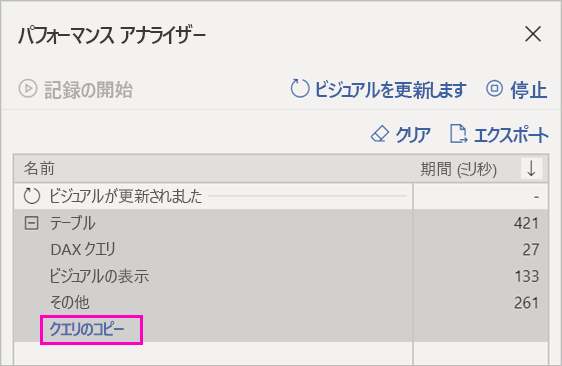 パフォーマンス アナライザー
記録の開始 ビジュアルを更新します 停止
クリア エクスポート
名前 期間 (ミリ秒) ↓
ビジュアルが更新されました -
テーブル 421
DAX クエリ 27
ビジュアルの表示 133
その他 261
クエリのコピー